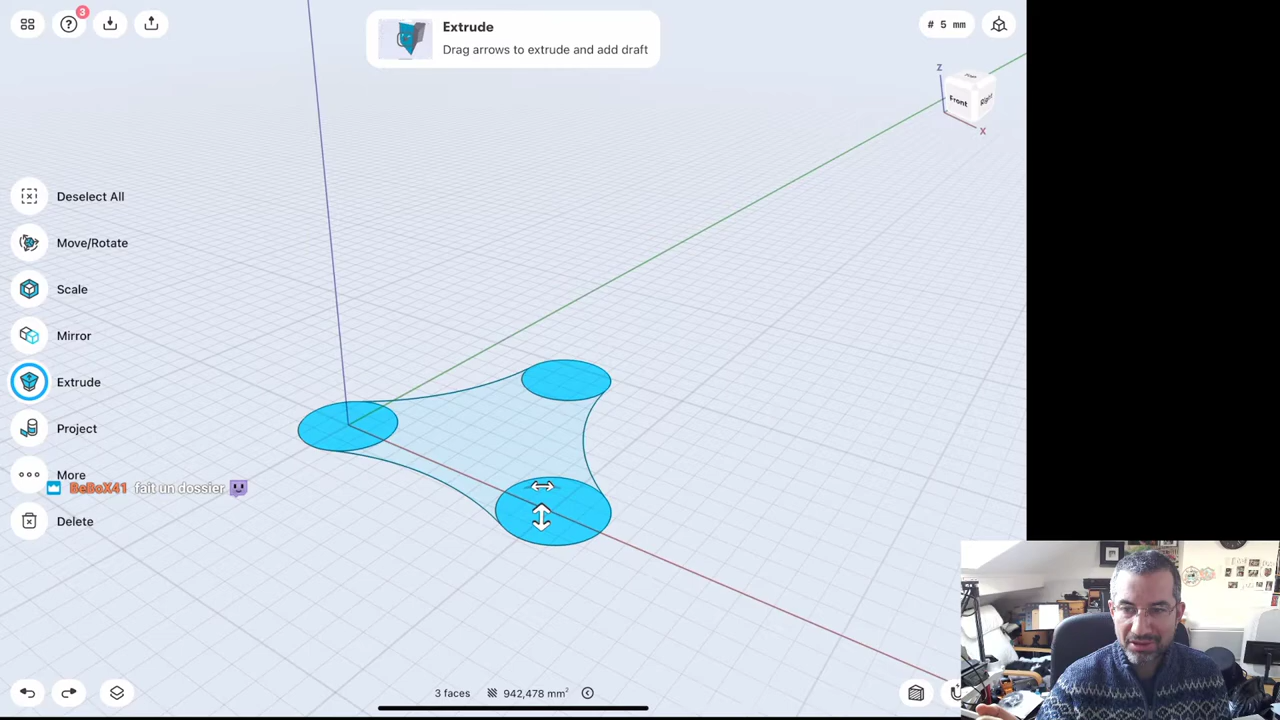 3
Extrude
Drag arrows to extrude and add draft
# 5 mm
Z
Front
Right
X
Deselect All
Move/Rotate
Scale
Mirror
Extrude
Project
More
BeBoX41 fait un dossier
Delete
3 faces
942,478 mm²